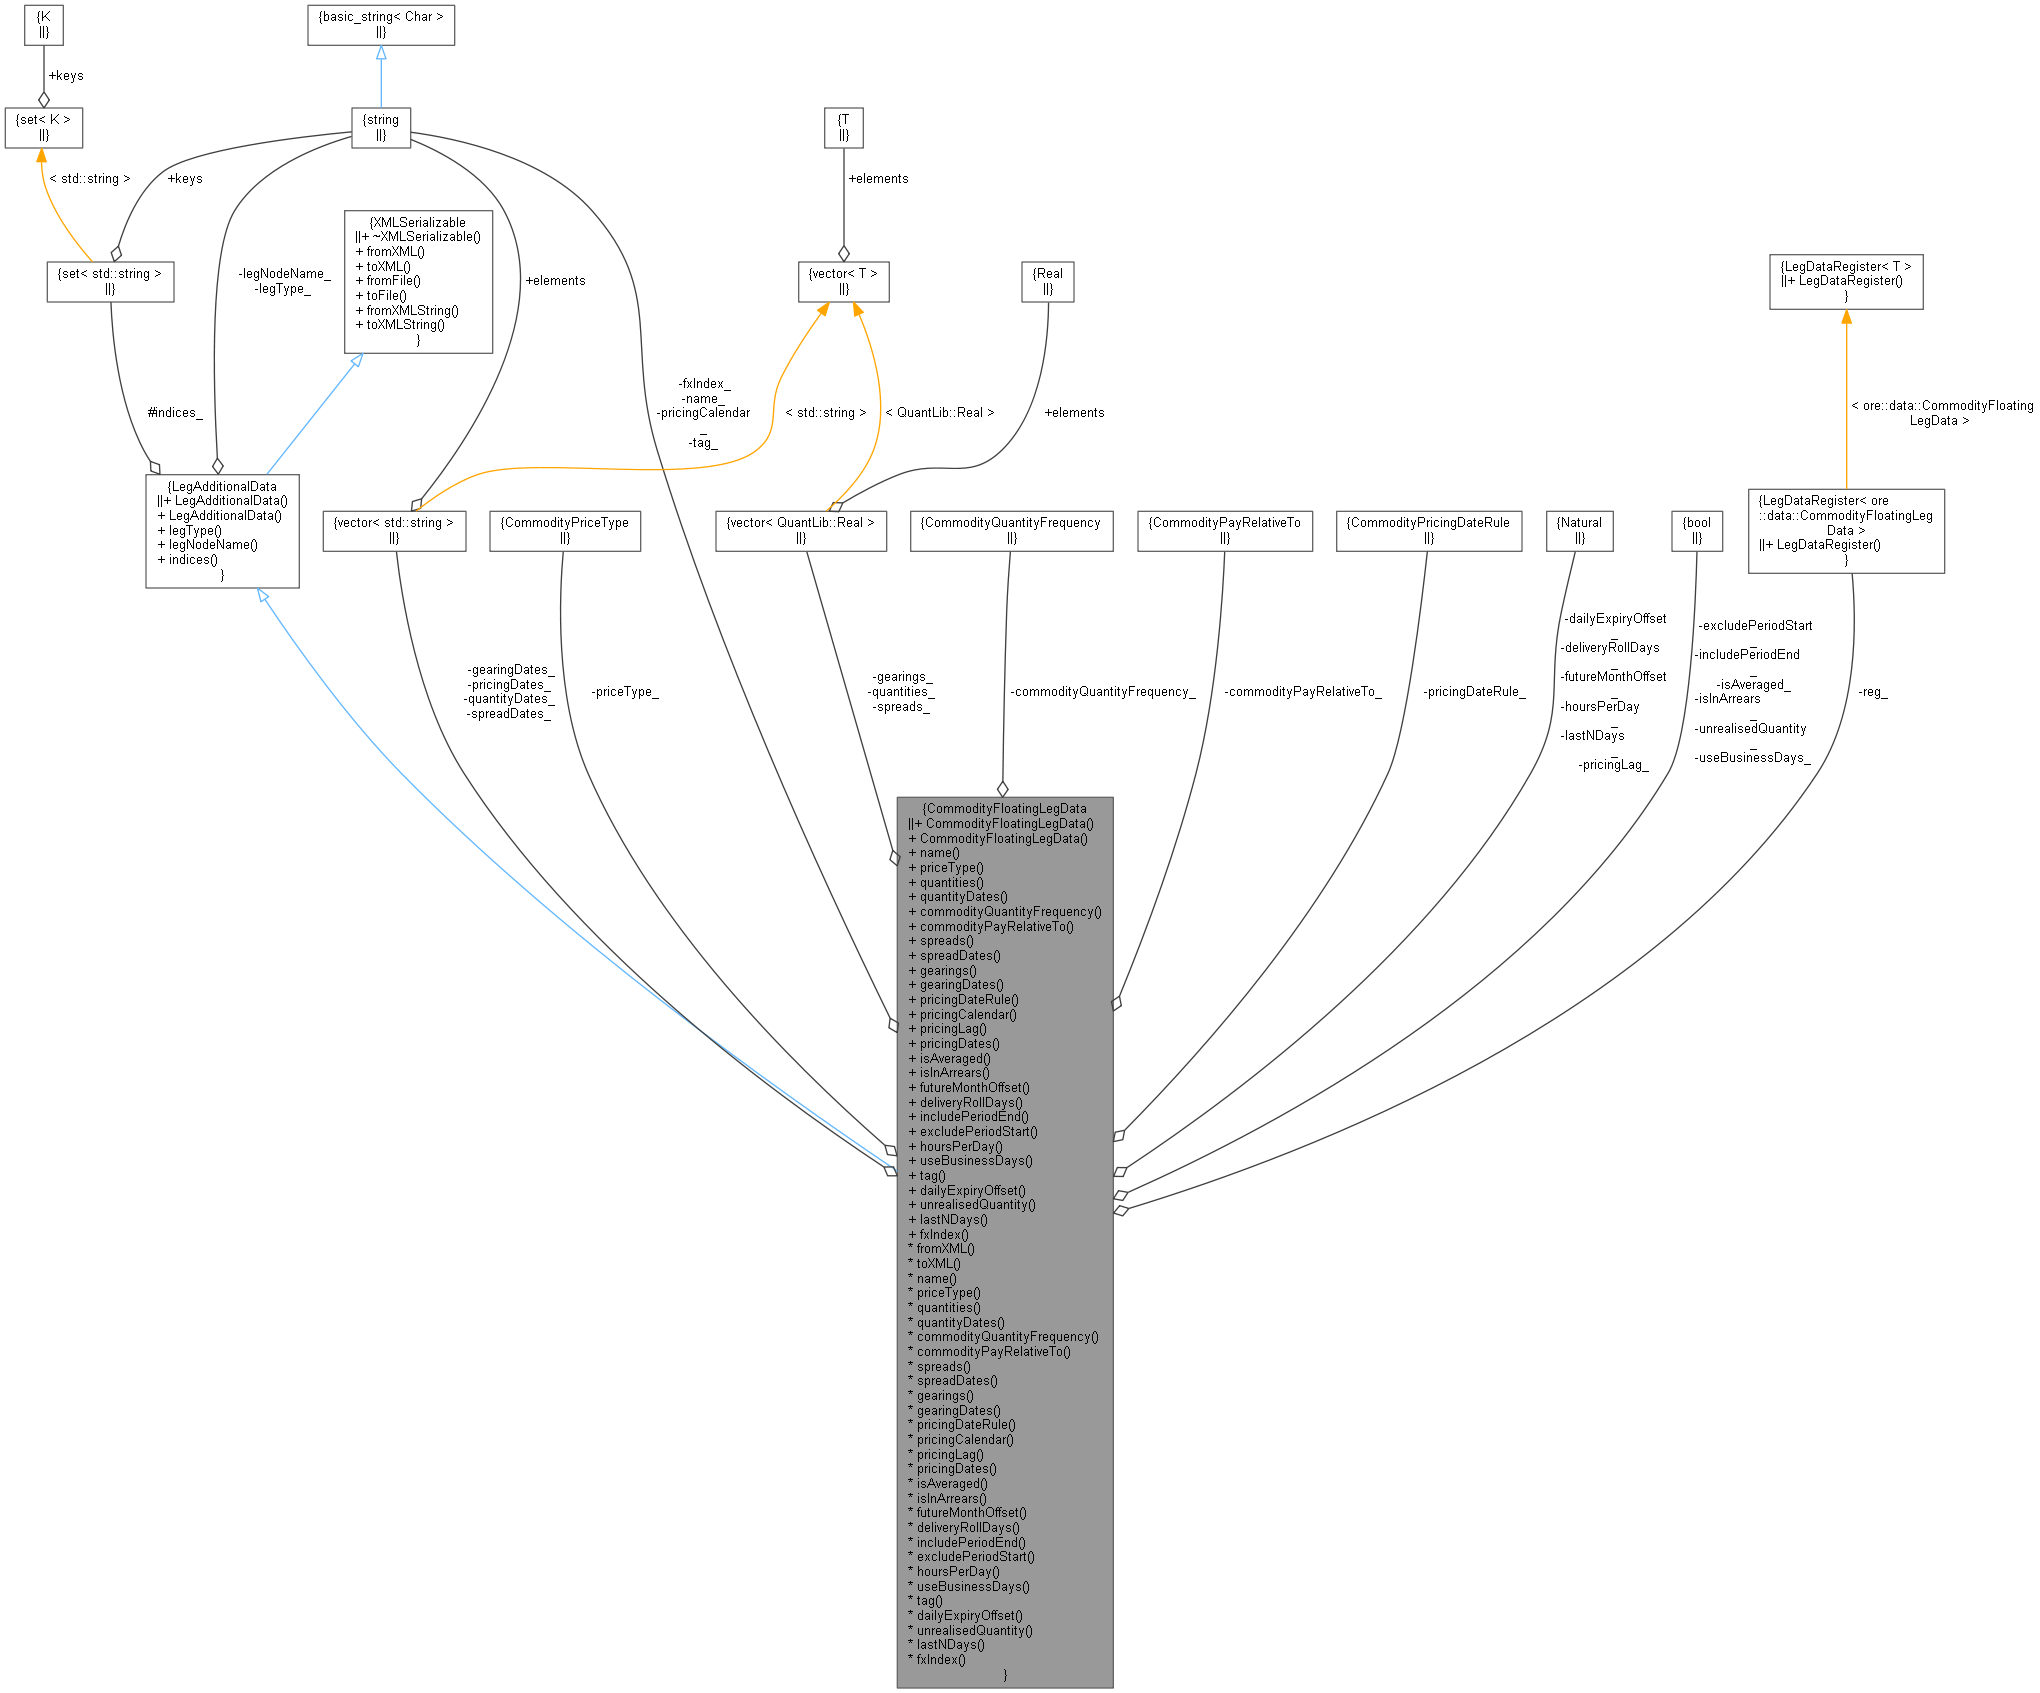 {K
||}
{basic_string< Char >
||}
+keys
{set< K >
||}
{string
||}
{T
||}
< std::string >
+keys
+elements
{XMLSerializable
||+ ~XMLSerializable()
+ fromXML()
+ toXML()
+ fromFile()
+ toFile()
+ fromXMLString()
+ toXMLString()
}
{set< std::string >
||}
-legNodeName_
-legType_
+elements
{vector< T >
||}
{Real
||}
{LegDataRegister< T >
||+ LegDataRegister()
}
#indices_
-fxIndex_
-name_
-pricingCalendar
_
-tag_
< std::string >
< QuantLib::Real >
+elements
< ore::data::CommodityFloating
LegData >
{LegAdditionalData
||+ LegAdditionalData()
+ LegAdditionalData()
+ legType()
+ legNodeName()
+ indices()
}
{vector< std::string >
||}
{CommodityPriceType
||}
{vector< QuantLib::Real >
||}
{CommodityQuantityFrequency
||}
{CommodityPayRelativeTo
||}
{CommodityPricingDateRule
||}
{Natural
||}
{bool
||}
{LegDataRegister< ore
::data::CommodityFloatingLeg
Data >
||+ LegDataRegister()
}
-gearingDates_
-pricingDates_
-quantityDates_
-spreadDates_
-priceType_
-gearings_
-quantities_
-spreads_
-commodityQuantityFrequency_
-commodityPayRelativeTo_
-pricingDateRule_
-dailyExpiryOffset
_
-deliveryRollDays
_
-futureMonthOffset
_
-hoursPerDay
_
-lastNDays
_
-pricingLag_
-excludePeriodStart
_
-includePeriodEnd
_
-isAveraged_
-isInArrears
_
-unrealisedQuantity
_
-useBusinessDays_
-reg_
{CommodityFloatingLegData
||+ CommodityFloatingLegData()
+ CommodityFloatingLegData()
+ name()
+ priceType()
+ quantities()
+ quantityDates()
+ commodityQuantityFrequency()
+ commodityPayRelativeTo()
+ spreads()
+ spreadDates()
+ gearings()
+ gearingDates()
+ pricingDateRule()
+ pricingCalendar()
+ pricingLag()
+ pricingDates()
+ isAveraged()
+ isInArrears()
+ futureMonthOffset()
+ deliveryRollDays()
+ includePeriodEnd()
+ excludePeriodStart()
+ hoursPerDay()
+ useBusinessDays()
+ tag()
+ dailyExpiryOffset()
+ unrealisedQuantity()
+ lastNDays()
+ fxIndex()
* fromXML()
* toXML()
* name()
* priceType()
* quantities()
* quantityDates()
* commodityQuantityFrequency()
* commodityPayRelativeTo()
* spreads()
* spreadDates()
* gearings()
* gearingDates()
* pricingDateRule()
* pricingCalendar()
* pricingLag()
* pricingDates()
* isAveraged()
* isInArrears()
* futureMonthOffset()
* deliveryRollDays()
* includePeriodEnd()
* excludePeriodStart()
* hoursPerDay()
* useBusinessDays()
* tag()
* dailyExpiryOffset()
* unrealisedQuantity()
* lastNDays()
* fxIndex()
}